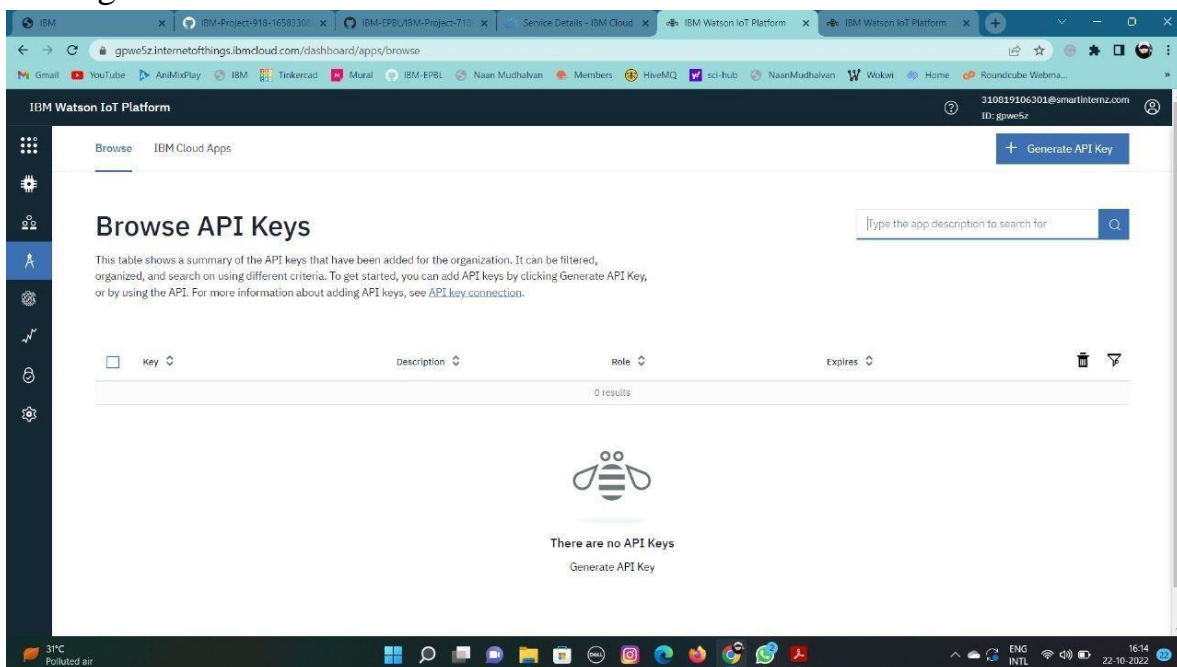 IBM
IBM-Project-918-16583308
IBM-EPBL/IBM-Project-718
Service Details - IBM Cloud
IBM Watson IoT Platform
IBM Watson IoT Platform
gpwe5z.internetofthings.ibmcloud.com/dashboard/apps/browse
Gmail YouTube AniMixPlay IBM Tinkercad Mural IBM-EPBL Naan Mudhalvan Members HiveMQ sci-hub NaanMudhalvan Wokwi Home Roundcube Webma... »
IBM Watson IoT Platform
310819106301@smartinternz.com
ID: gpwe5z
Browse IBM Cloud Apps
+ Generate API Key
Browse API Keys
Type the app description to search for
This table shows a summary of the API keys that have been added for the organization. It can be filtered,
organized, and search on using different criteria. To get started, you can add API keys by clicking Generate API Key,
or by using the API. For more information about adding API keys, see API key connection.
Key Description Role Expires
0 results
There are no API Keys
Generate API Key
31°C
Polluted air
ENG
INTL
16:14
22-10-2022
22